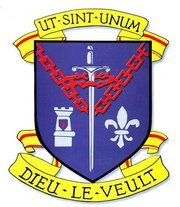 UT · SINT · UNUM
DIEU · LE · VEULT